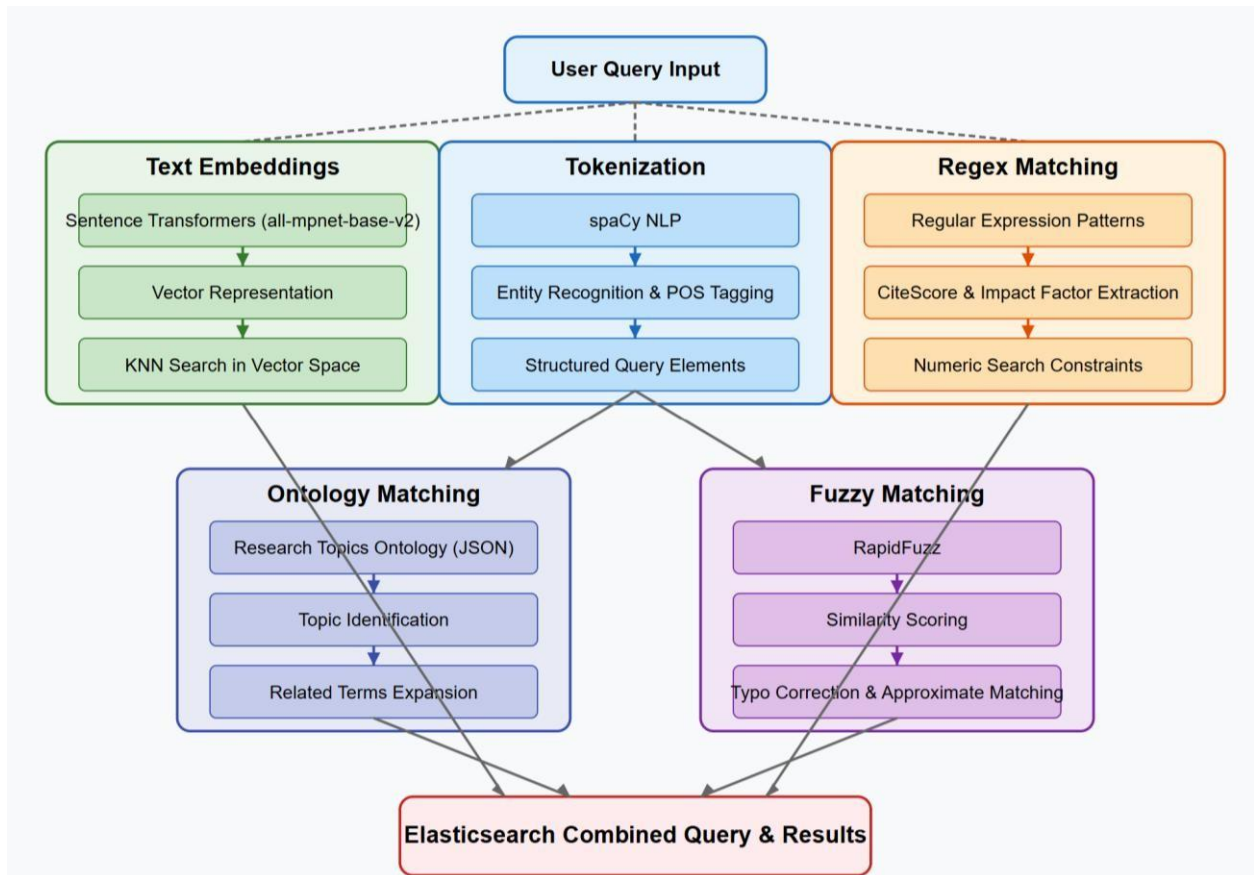 User Query Input
Text Embeddings
Sentence Transformers (all-mpnet-base-v2)
Vector Representation
KNN Search in Vector Space
Tokenization
spaCy NLP
Entity Recognition & POS Tagging
Structured Query Elements
Regex Matching
Regular Expression Patterns
CiteScore & Impact Factor Extraction
Numeric Search Constraints
Ontology Matching
Research Topics Ontology (JSON)
Topic Identification
Related Terms Expansion
Fuzzy Matching
RapidFuzz
Similarity Scoring
Typo Correction & Approximate Matching
Elasticsearch Combined Query & Results